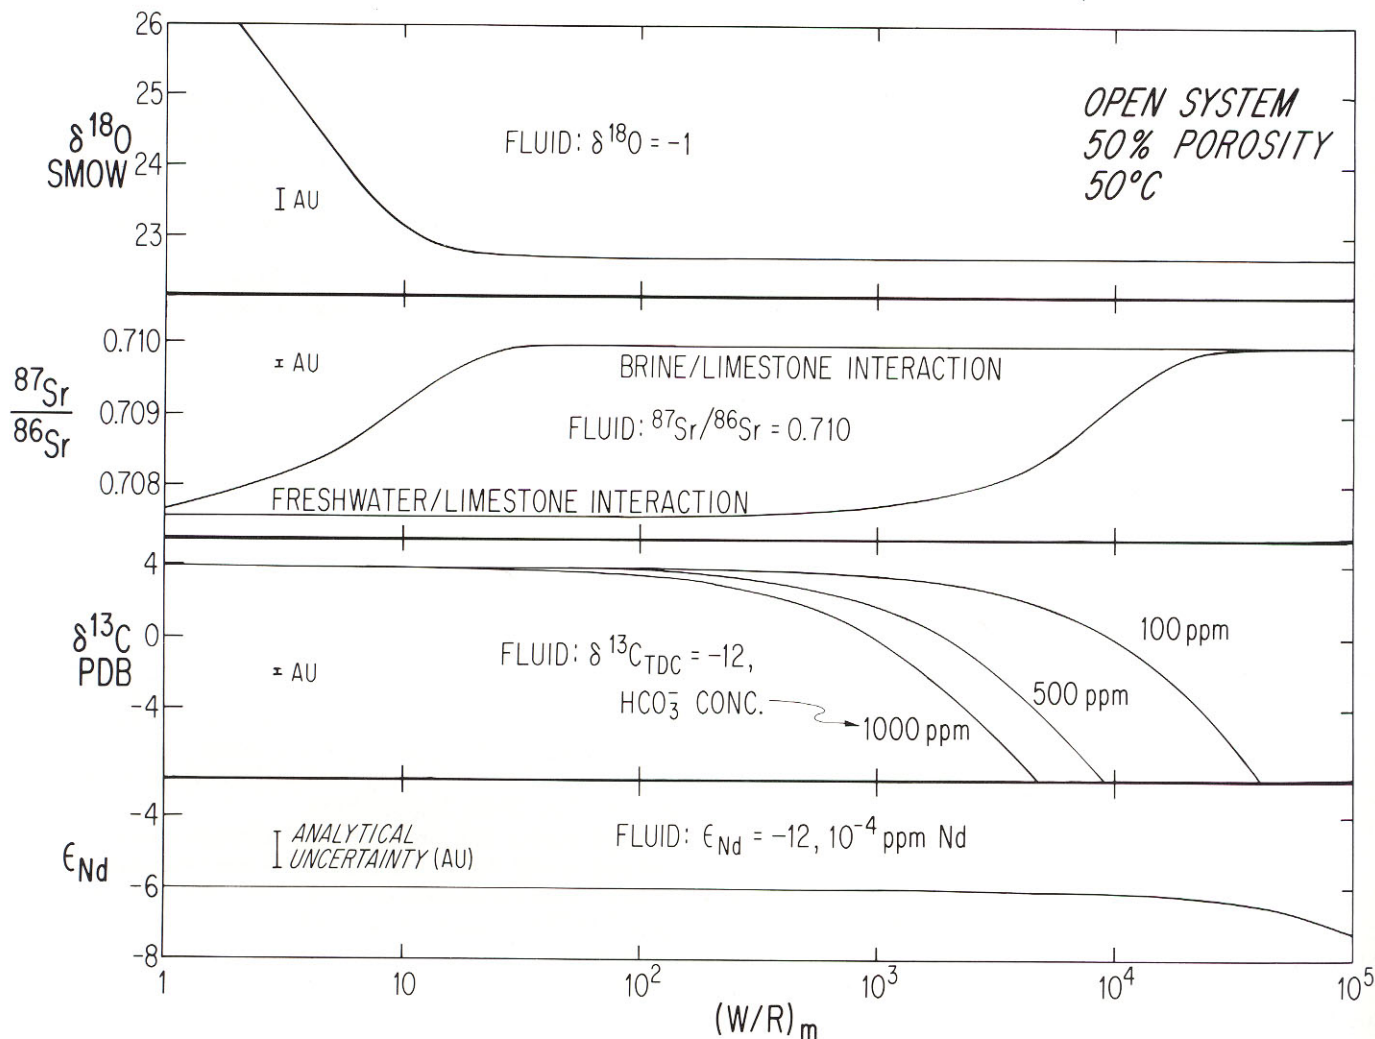 26
25
δ¹⁸O
SMOW
24
23
FLUID: δ¹⁸O = -1
OPEN SYSTEM
50% POROSITY
50°C
AU
0.710
⁸⁷Sr
⁸⁶Sr
0.709
0.708
AU
BRINE/LIMESTONE INTERACTION
FLUID: ⁸⁷Sr/⁸⁶Sr = 0.710
FRESHWATER/LIMESTONE INTERACTION
4
δ¹³C
PDB
0
-4
AU
FLUID: δ¹³C_TDC = -12,
HCO₃⁻ CONC.
1000 ppm
500 ppm
100 ppm
-4
ϵNd
-6
-8
ANALYTICAL
UNCERTAINTY (AU)
FLUID: ϵNd = -12, 10⁻⁴ ppm Nd
1
10
10²
10³
10⁴
10⁵
(W/R)m